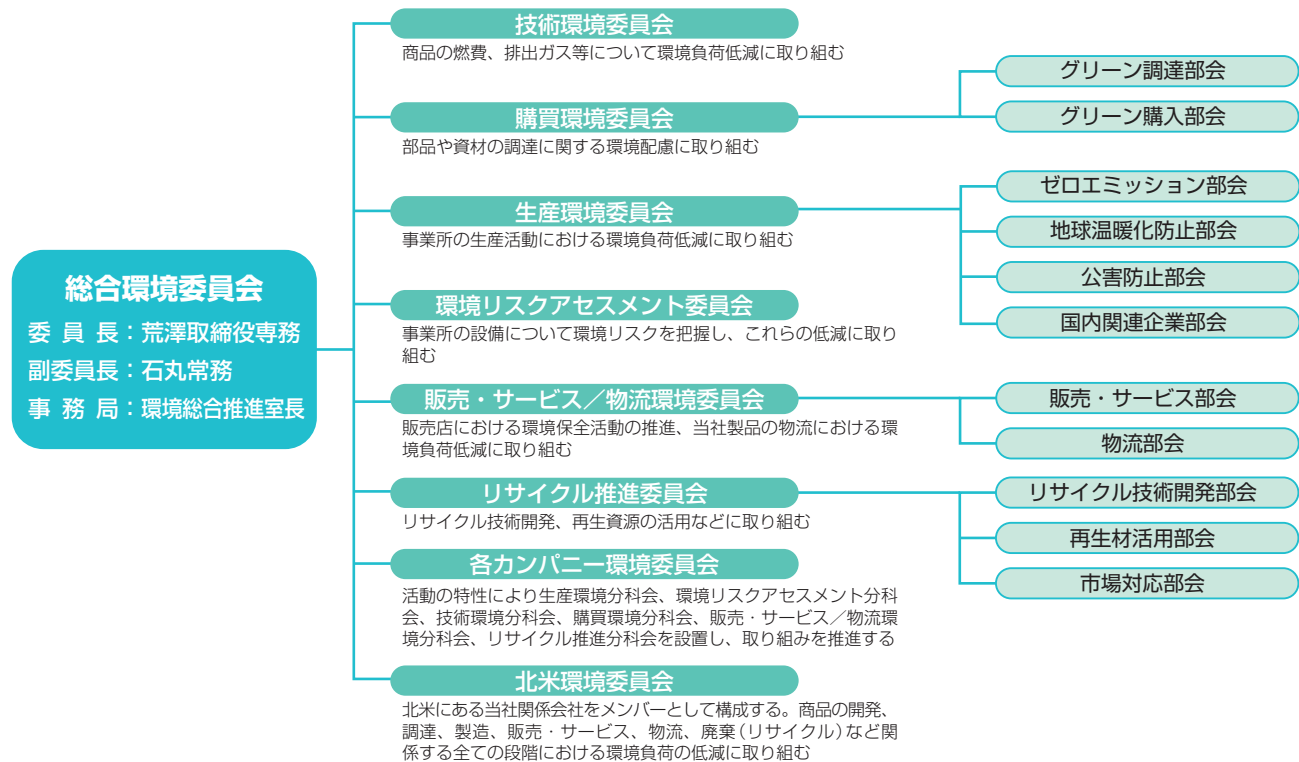 総合環境委員会
委員長：荒澤取締役専務
副委員長：石丸常務
事務局：環境総合推進室長
技術環境委員会
商品の燃費、排出ガス等について環境負荷低減に取り組む
購買環境委員会
部品や資材の調達に関する環境配慮に取り組む
グリーン調達部会
グリーン購入部会
生産環境委員会
事業所の生産活動における環境負荷低減に取り組む
ゼロエミッション部会
地球温暖化防止部会
公害防止部会
国内関連企業部会
環境リスクアセスメント委員会
事業所の設備について環境リスクを把握し、これらの低減に取り
組む
販売・サービス／物流環境委員会
販売店における環境保全活動の推進、当社製品の物流における環
境負荷低減に取り組む
販売・サービス部会
物流部会
リサイクル推進委員会
リサイクル技術開発、再生資源の活用などに取り組む
リサイクル技術開発部会
再生材活用部会
市場対応部会
各カンパニー環境委員会
活動の特性により生産環境分科会、環境リスクアセスメント分科
会、技術環境分科会、購買環境分科会、販売・サービス／物流環
境分科会、リサイクル推進分科会を設置し、取り組みを推進する
北米環境委員会
北米にある当社関係会社をメンバーとして構成する。商品の開発、
調達、製造、販売・サービス、物流、廃棄（リサイクル）など関
係する全ての段階における環境負荷の低減に取り組む